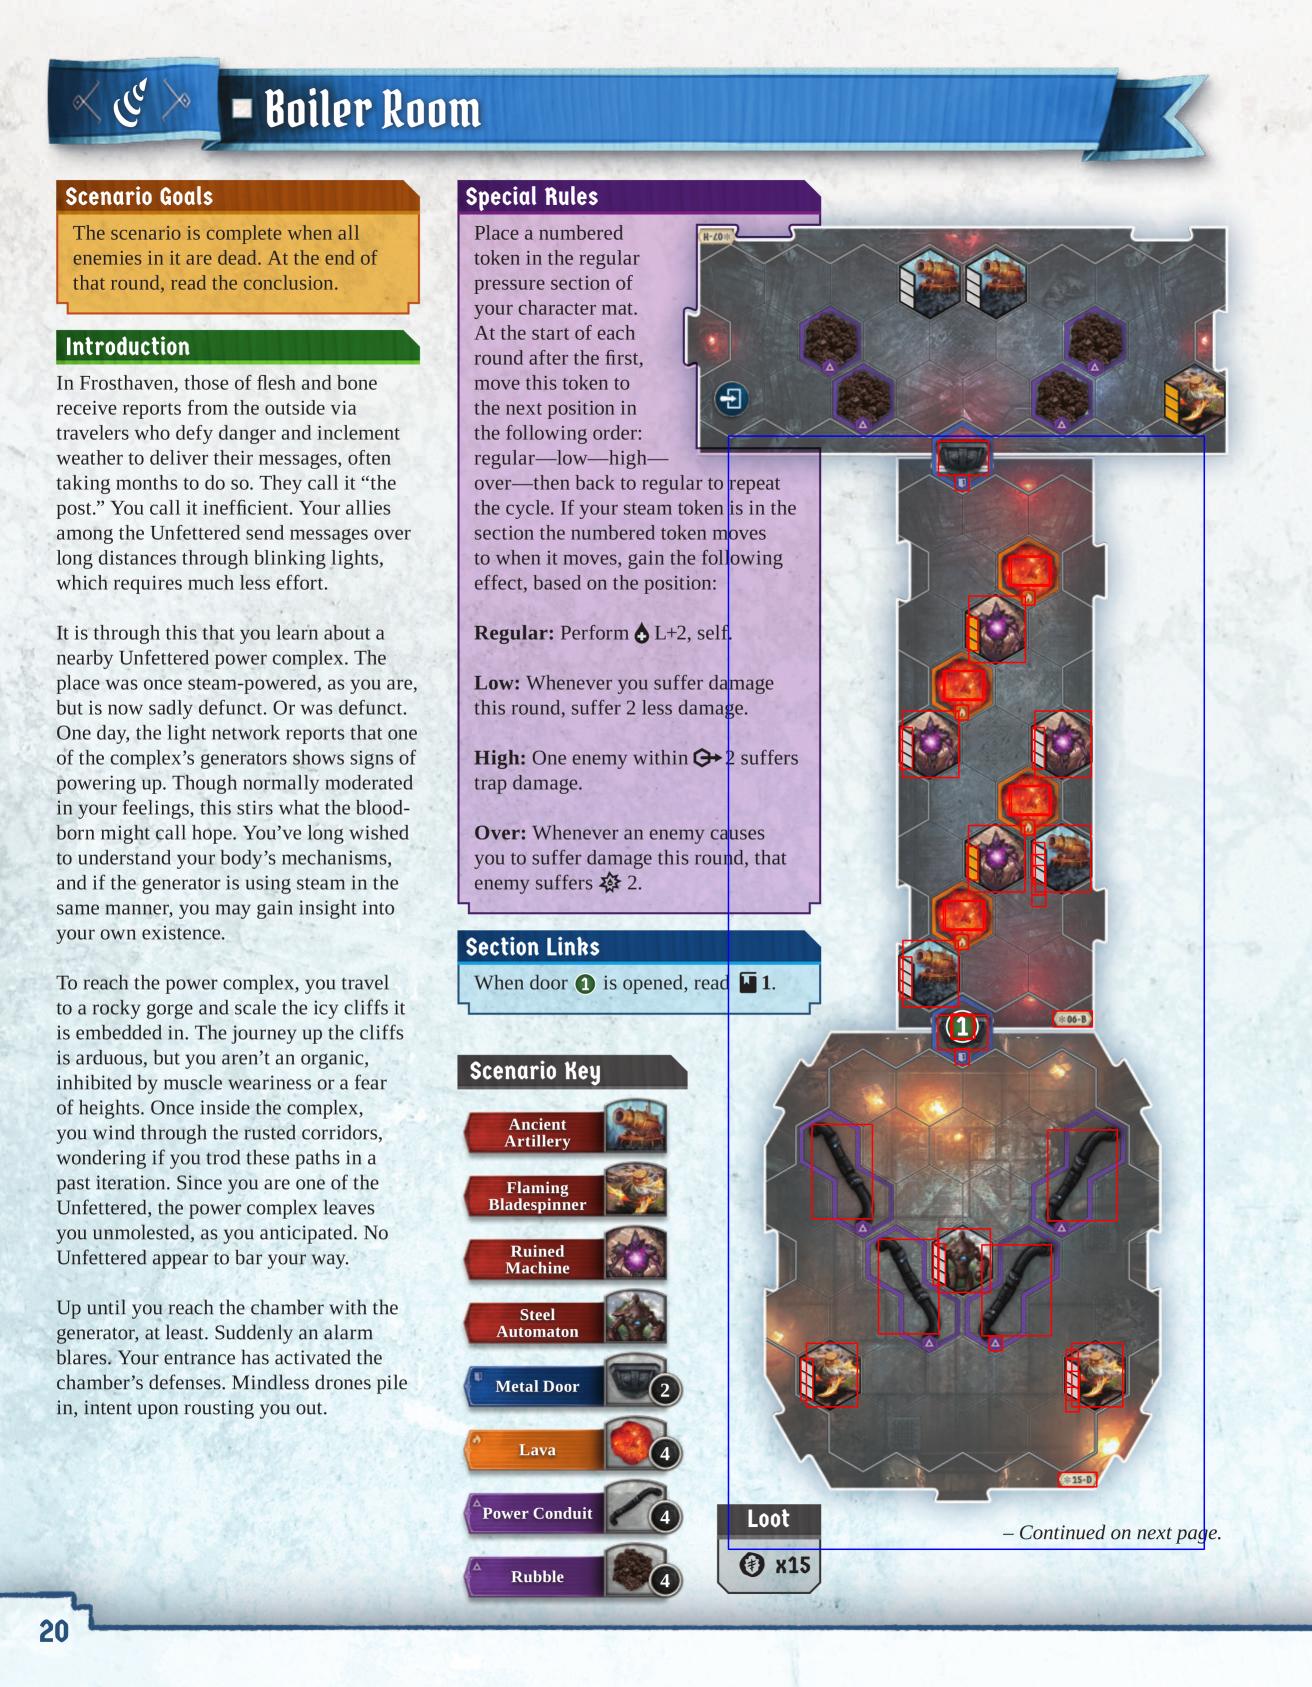 Boiler Room
Scenario Goals
The scenario is complete when all
enemies in it are dead. At the end of
that round, read the conclusion.
Introduction
In Frosthaven, those of flesh and bone
receive reports from the outside via
travelers who defy danger and inclement
weather to deliver their messages, often
taking months to do so. They call it “the
post.” You call it inefficient. Your allies
among the Unfettered send messages over
long distances through blinking lights,
which requires much less effort.
It is through this that you learn about a
nearby Unfettered power complex. The
place was once steam-powered, as you are,
but is now sadly defunct. Or was defunct.
One day, the light network reports that one
of the complex’s generators shows signs of
powering up. Though normally moderated
in your feelings, this stirs what the blood-
born might call hope. You’ve long wished
to understand your body’s mechanisms,
and if the generator is using steam in the
same manner, you may gain insight into
your own existence.
To reach the power complex, you travel
to a rocky gorge and scale the icy cliffs it
is embedded in. The journey up the cliffs
is arduous, but you aren’t an organic,
inhibited by muscle weariness or a fear
of heights. Once inside the complex,
you wind through the rusted corridors,
wondering if you trod these paths in a
past iteration. Since you are one of the
Unfettered, the power complex leaves
you unmolested, as you anticipated. No
Unfettered appear to bar your way.
Up until you reach the chamber with the
generator, at least. Suddenly an alarm
blares. Your entrance has activated the
chamber’s defenses. Mindless drones pile
in, intent upon rousting you out.
Special Rules
Place a numbered
token in the regular
pressure section of
your character mat.
At the start of each
round after the first,
move this token to
the next position in
the following order:
regular—low—high—
over—then back to regular to repeat
the cycle. If your steam token is in the
section the numbered token moves
to when it moves, gain the following
effect, based on the position:
Regular: Perform L+2, self.
Low: Whenever you suffer damage
this round, suffer 2 less damage.
High: One enemy within 2 suffers
trap damage.
Over: Whenever an enemy causes
you to suffer damage this round, that
enemy suffers 2.
Section Links
When door 1 is opened, read 1.
Scenario Key
Ancient
Artillery
Flaming
Bladespinner
Ruined
Machine
Steel
Automaton
Metal Door 2
Lava 4
Power Conduit 4
Rubble 4
07-H
06-B
1
15-D
Loot
x15
– Continued on next page.
20